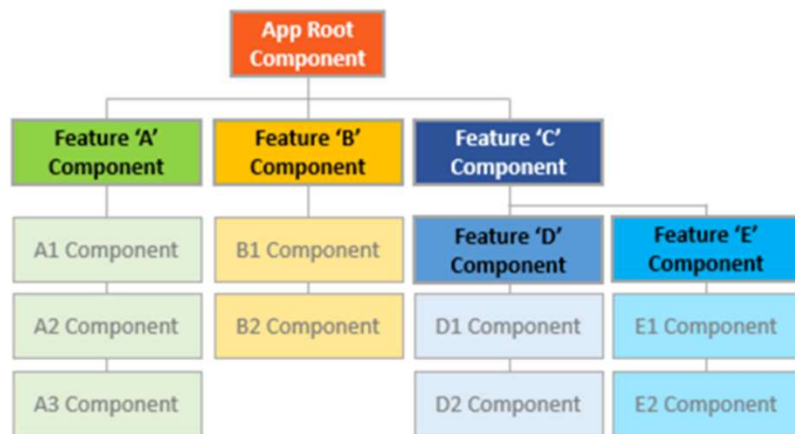 App Root
Component
Feature ‘A’
Component
Feature ‘B’
Component
Feature ‘C’
Component
A1 Component
B1 Component
Feature ‘D’
Component
Feature ‘E’
Component
A2 Component
B2 Component
D1 Component
E1 Component
A3 Component
D2 Component
E2 Component